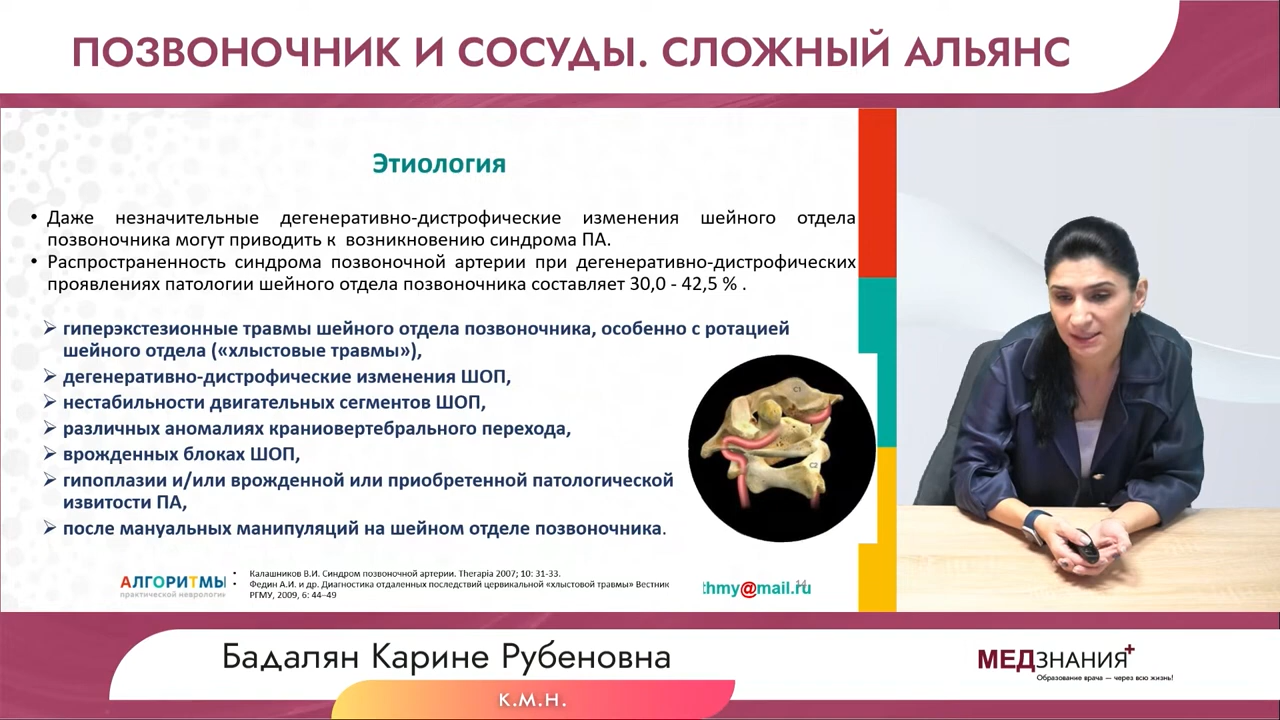 ПОЗВОНОЧНИК И СОСУДЫ. СЛОЖНЫЙ АЛЬЯНС
Этиология
• Даже незначительные дегенеративно-дистрофические изменения шейного отдела
позвоночника могут приводить к возникновению синдрома ПА.
• Распространенность синдрома позвоночной артерии при дегенеративно-дистрофических
проявлениях патологии шейного отдела позвоночника составляет 30,0 - 42,5 % .
➢ гиперэкстезионные травмы шейного отдела позвоночника, особенно с ротацией
шейного отдела («хлыстовые травмы»),
➢ дегенеративно-дистрофические изменения ШОП,
➢ нестабильности двигательных сегментов ШОП,
➢ различных аномалиях краниовертебрального перехода,
➢ врожденных блоках ШОП,
➢ гипоплазии и/или врожденной или приобретенной патологической
извитости ПА,
➢ после мануальных манипуляций на шейном отделе позвоночника.
C1
C2
АЛГОРИТМЫ
практической неврологии
• Калашников В.И. Синдром позвоночной артерии. Therapia 2007; 10: 31-33.
• Федин А.И. и др. Диагностика отдаленных последствий цервикальной «хлыстовой травмы» Вестник
РГМУ, 2009, 6: 44–49
thmy@mail.ru
14
Бадалян Карине Рубеновна
к.м.н.
МЕДЗНАНИЯ+
Образование врача — через всю жизнь!